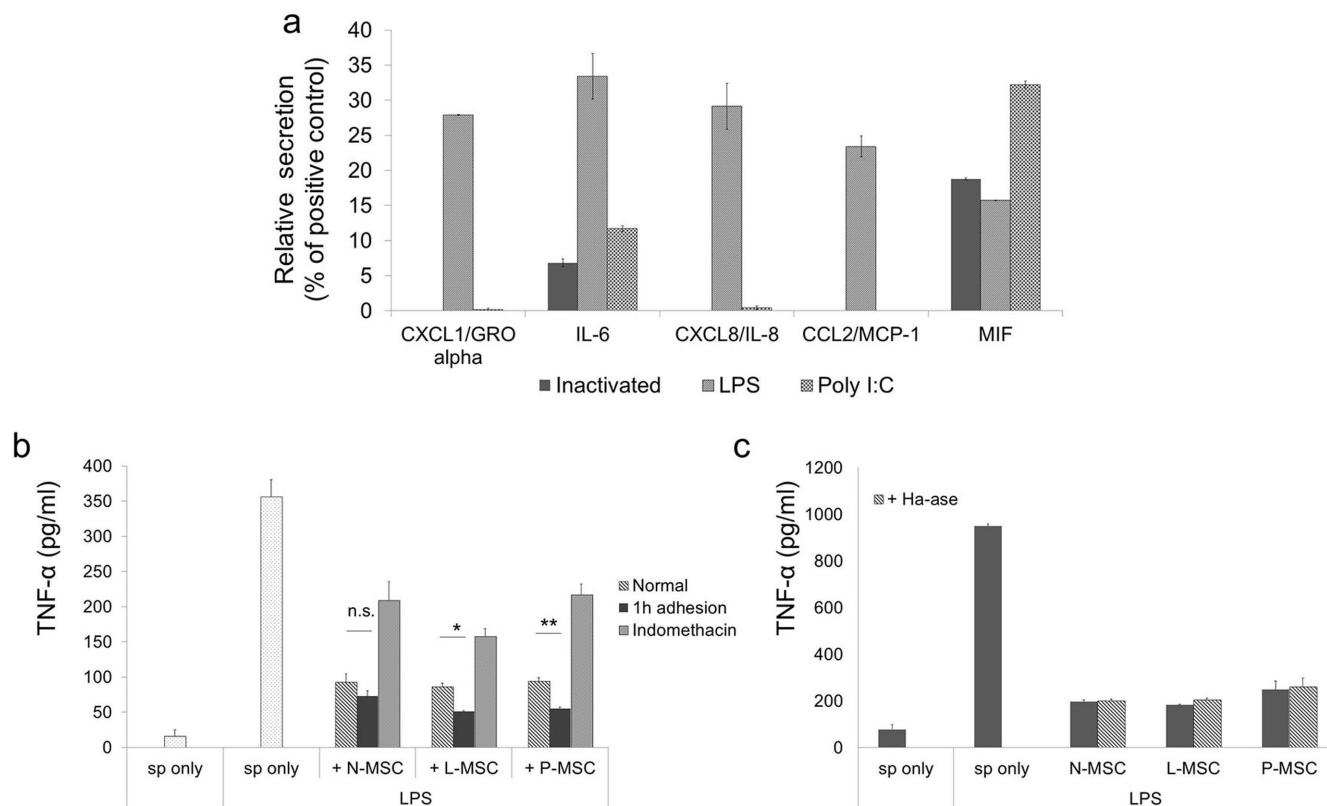 a
Relative secretion
(% of positive control)
40
35
30
25
20
15
10
5
0
CXCL1/GRO
alpha
IL-6
CXCL8/IL-8
CCL2/MCP-1
MIF
Inactivated
LPS
Poly I:C
b
TNF-α (pg/ml)
400
350
300
250
200
150
100
50
0
n.s.
*
**
Normal
1h adhesion
Indomethacin
sp only
sp only
+ N-MSC
+ L-MSC
+ P-MSC
LPS
c
TNF-α (pg/ml)
1200
1000
800
600
400
200
0
+ Ha-ase
sp only
sp only
N-MSC
L-MSC
P-MSC
LPS